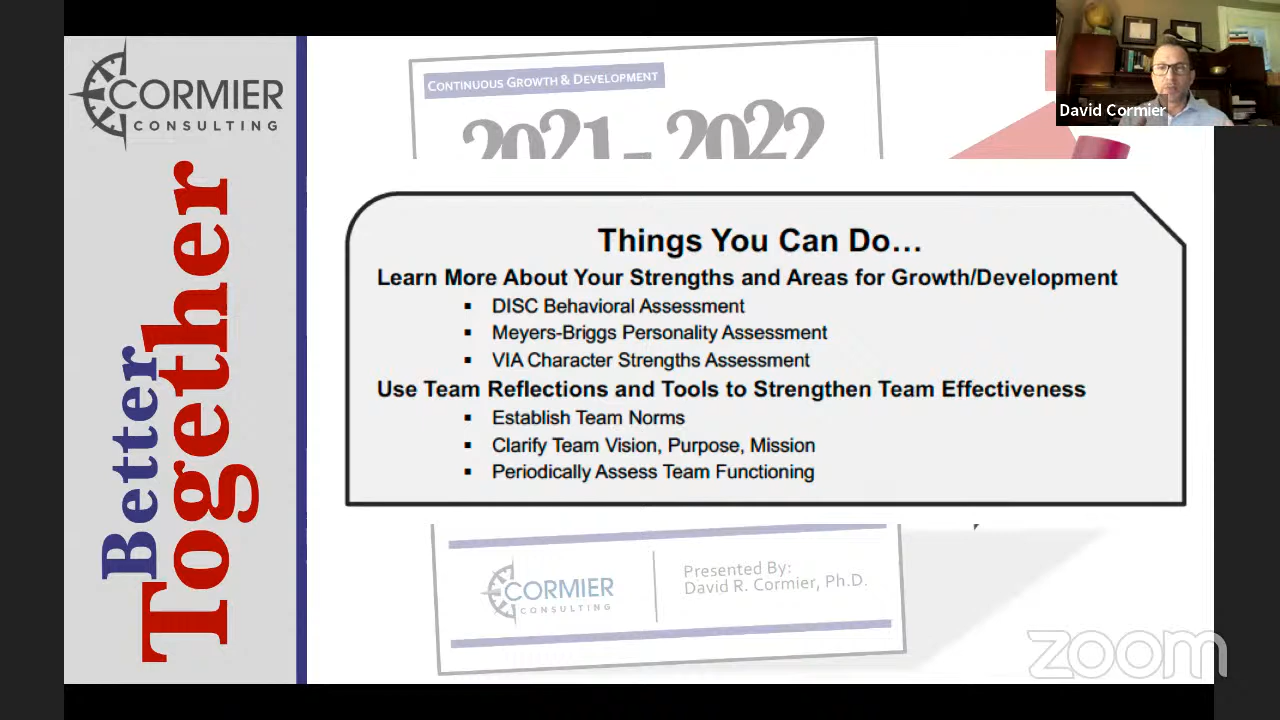 CORMIER
CONSULTING
Better
Together
CONTINUOUS GROWTH & DEVELOPMENT
2021 - 2022
David Cormier
Things You Can Do…
Learn More About Your Strengths and Areas for Growth/Development
▪ DISC Behavioral Assessment
▪ Meyers-Briggs Personality Assessment
▪ VIA Character Strengths Assessment
Use Team Reflections and Tools to Strengthen Team Effectiveness
▪ Establish Team Norms
▪ Clarify Team Vision, Purpose, Mission
▪ Periodically Assess Team Functioning
CORMIER
CONSULTING
Presented By:
David R. Cormier, Ph.D.
zoom